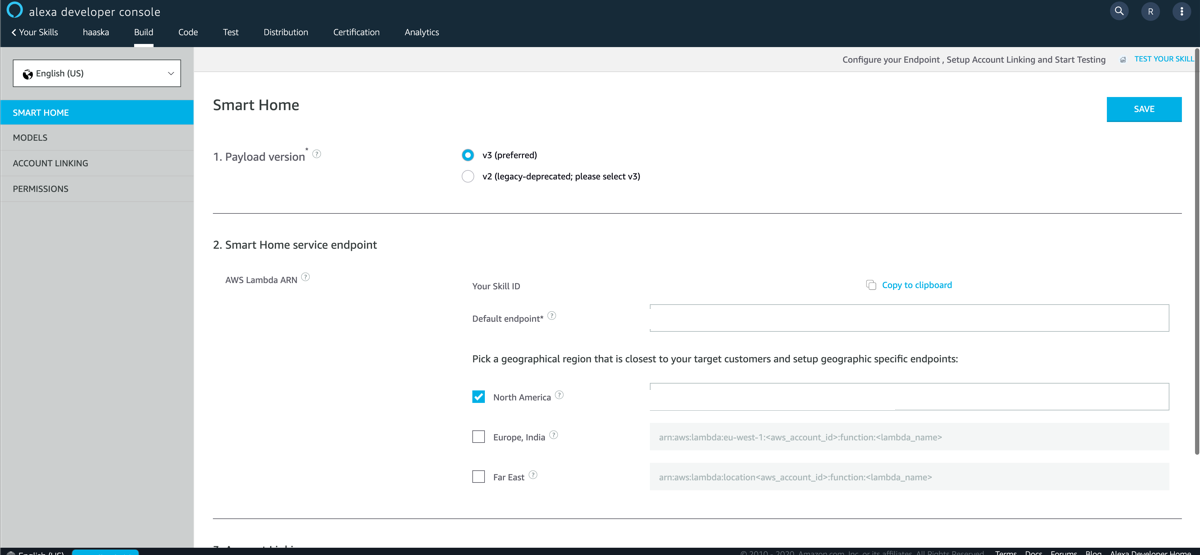 alexa developer console
R
Your Skills haaska Build Code Test Distribution Certification Analytics
English (US)
Configure your Endpoint , Setup Account Linking and Start Testing TEST YOUR SKILL
SMART HOME
MODELS
ACCOUNT LINKING
PERMISSIONS
Smart Home
SAVE
1. Payload version * ?
v3 (preferred)
v2 (legacy-deprecated; please select v3)
2. Smart Home service endpoint
AWS Lambda ARN ?
Your Skill ID Copy to clipboard
Default endpoint* ?
Pick a geographical region that is closest to your target customers and setup geographic specific endpoints:
North America ?
Europe, India ? arn:aws:lambda:eu-west-1:<aws_account_id>:function:<lambda_name>
Far East ? arn:aws:lambda:location<aws_account_id>:function:<lambda_name>
English (US) © 2010 - 2020, Amazon.com, Inc. or its affiliates. All Rights Reserved. Terms Docs Forums Blog Alexa Developer Home